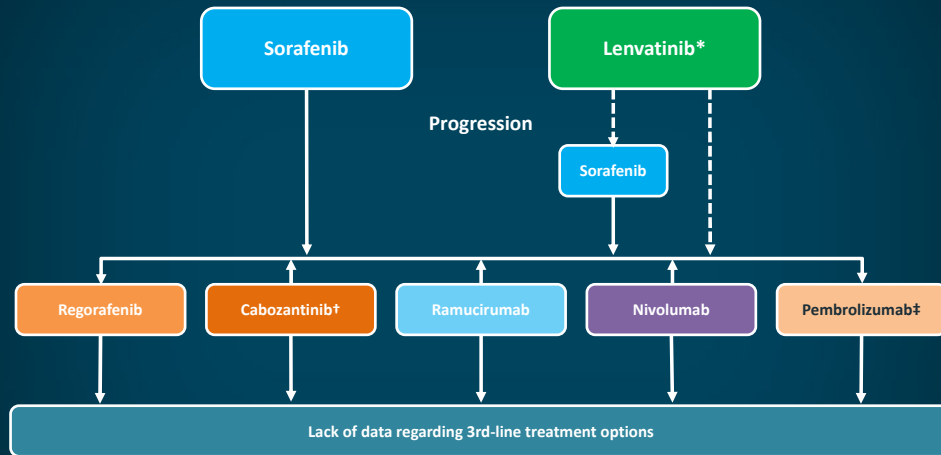 Sorafenib
Lenvatinib*
Progression
Sorafenib
Regorafenib
Cabozantinib†
Ramucirumab
Nivolumab
Pembrolizumab‡
Lack of data regarding 3rd-line treatment options